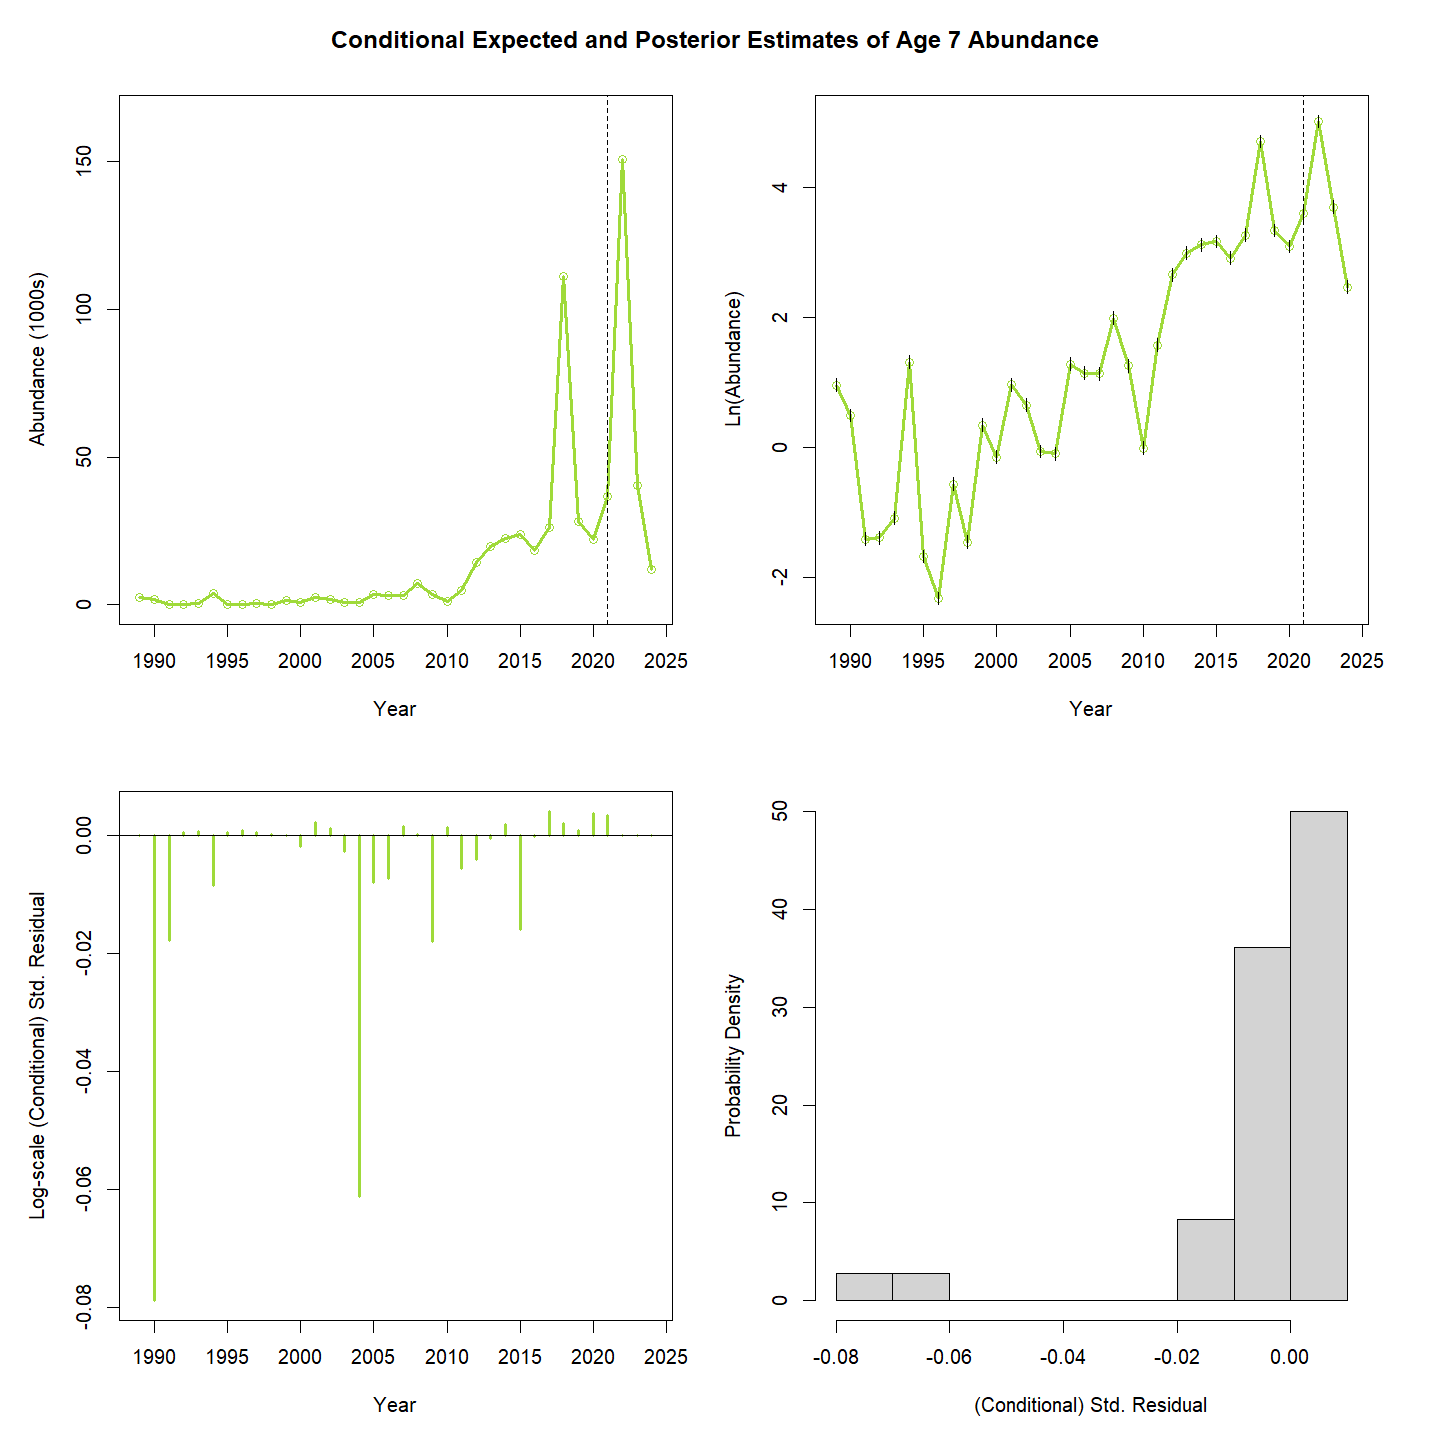 Conditional Expected and Posterior Estimates of Age 7 Abundance
Abundance (1000s)
150
100
50
0
1990 1995 2000 2005 2010 2015 2020 2025
Year
Ln(Abundance)
4
2
0
-2
1990 1995 2000 2005 2010 2015 2020 2025
Year
Log-scale (Conditional) Std. Residual
0.00
-0.02
-0.04
-0.06
-0.08
1990 1995 2000 2005 2010 2015 2020 2025
Year
Probability Density
50
40
30
20
10
0
-0.08 -0.06 -0.04 -0.02 0.00
(Conditional) Std. Residual